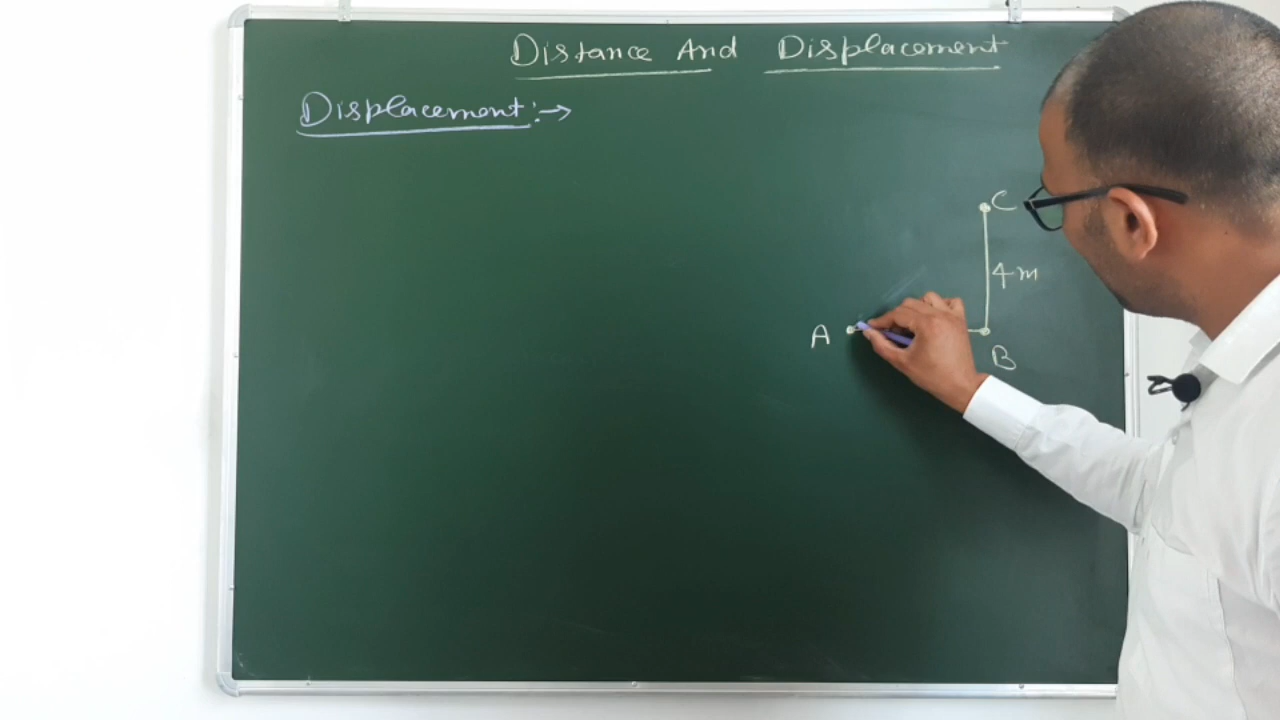 Distance And Displacement
Displacement:→
C
4m
A
B